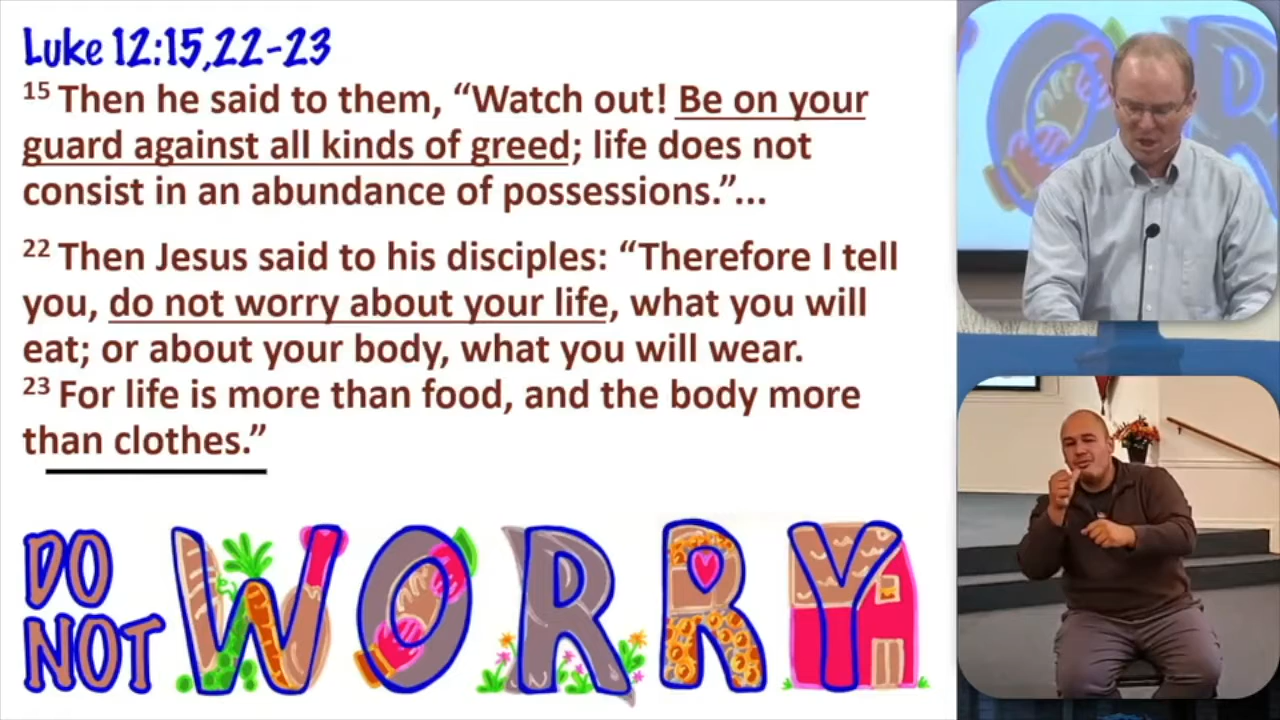 Luke 12:15,22-23
15 Then he said to them, “Watch out! Be on your
guard against all kinds of greed; life does not
consist in an abundance of possessions.”...
22 Then Jesus said to his disciples: “Therefore I tell
you, do not worry about your life, what you will
eat; or about your body, what you will wear.
23 For life is more than food, and the body more
than clothes.”
DO
NOT WORRY
OR